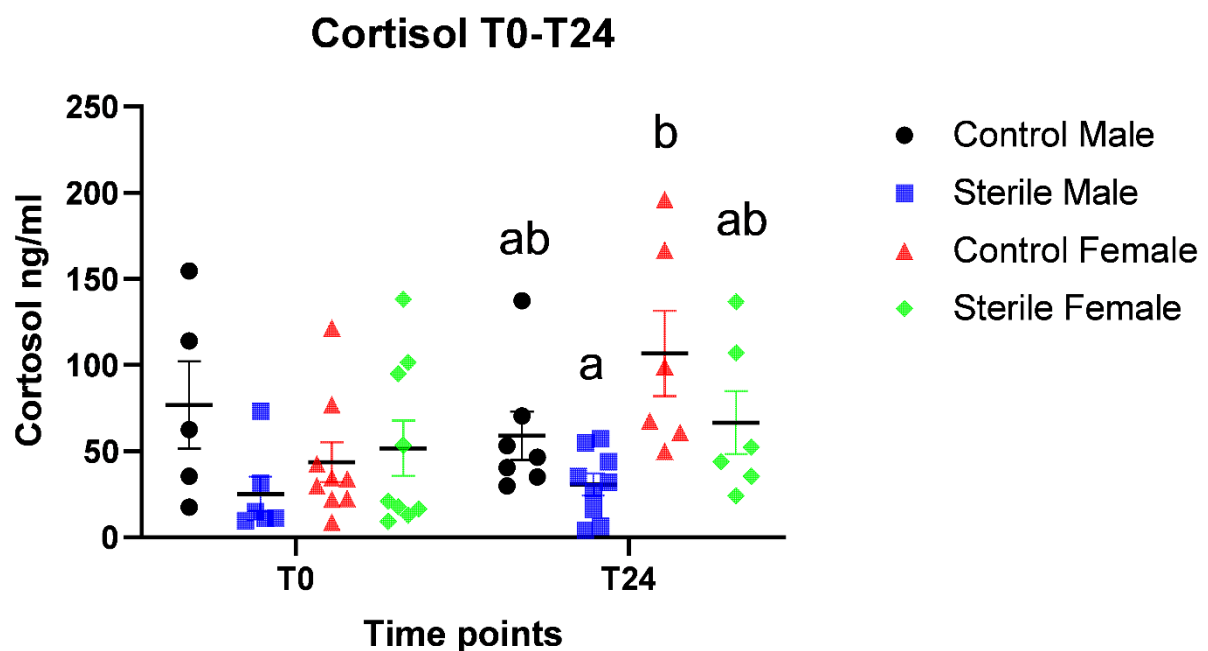 Cortisol T0-T24
Cortosol ng/ml
250
200
150
100
50
0
ab
a
b
ab
T0
T24
Time points
Control Male
Sterile Male
Control Female
Sterile Female